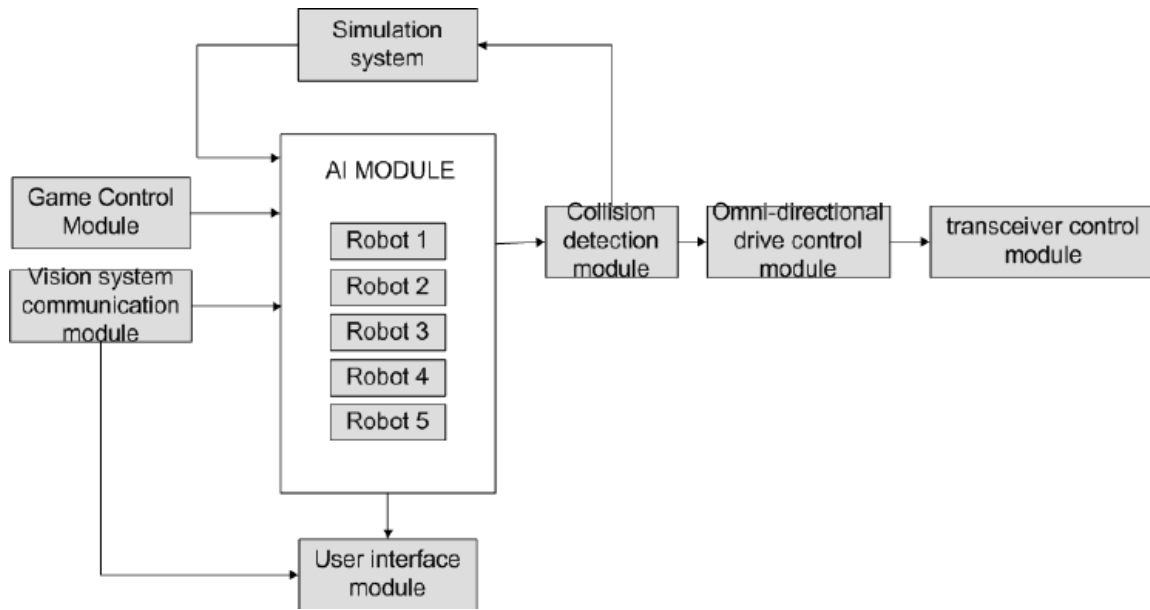 Simulation
system
AI MODULE
Game Control
Module
Vision system
communication
module
Robot 1
Robot 2
Robot 3
Robot 4
Robot 5
Collision
detection
module
Omni-directional
drive control
module
transceiver control
module
User interface
module